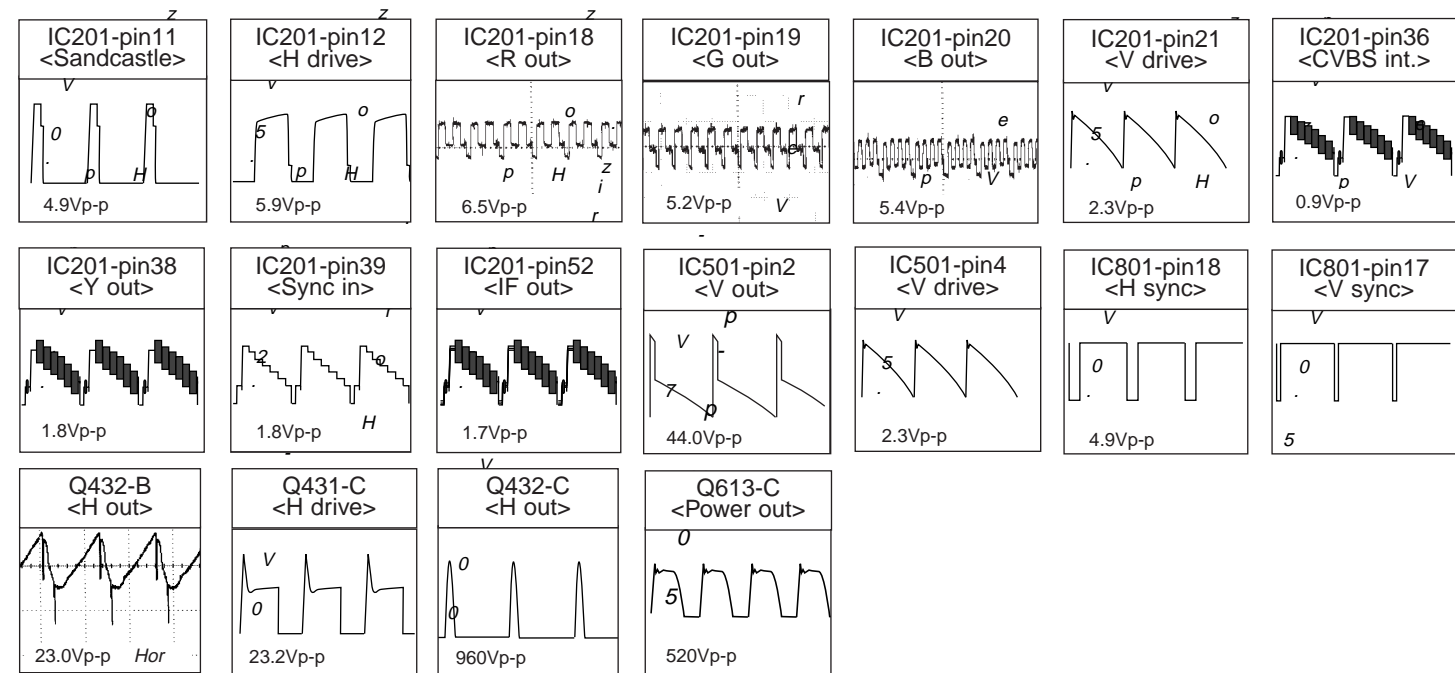 IC201-pin11
<Sandcastle>
4.9Vp-p
IC201-pin12
<H drive>
5.9Vp-p
IC201-pin18
<R out>
6.5Vp-p
IC201-pin19
<G out>
5.2Vp-p
IC201-pin20
<B out>
5.4Vp-p
IC201-pin21
<V drive>
2.3Vp-p
IC201-pin36
<CVBS int.>
0.9Vp-p
IC201-pin38
<Y out>
1.8Vp-p
IC201-pin39
<Sync in>
1.8Vp-p
IC201-pin52
<IF out>
1.7Vp-p
IC501-pin2
<V out>
44.0Vp-p
IC501-pin4
<V drive>
2.3Vp-p
IC801-pin18
<H sync>
4.9Vp-p
IC801-pin17
<V sync>
5
Q432-B
<H out>
23.0Vp-p Hor
Q431-C
<H drive>
23.2Vp-p
Q432-C
<H out>
960Vp-p
Q613-C
<Power out>
520Vp-p